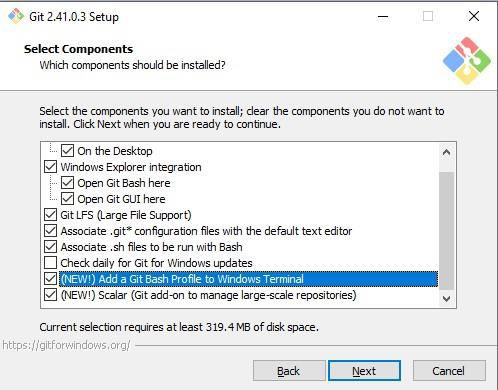 Git 2.41.0.3 Setup
Select Components
Which components should be installed?
Select the components you want to install; clear the components you do not want to
install. Click Next when you are ready to continue.
On the Desktop
Windows Explorer integration
Open Git Bash here
Open Git GUI here
Git LFS (Large File Support)
Associate .git* configuration files with the default text editor
Associate .sh files to be run with Bash
Check daily for Git for Windows updates
(NEW!) Add a Git Bash Profile to Windows Terminal
(NEW!) Scalar (Git add-on to manage large-scale repositories)
Current selection requires at least 319.4 MB of disk space.
https://gitforwindows.org/
Back Next Cancel